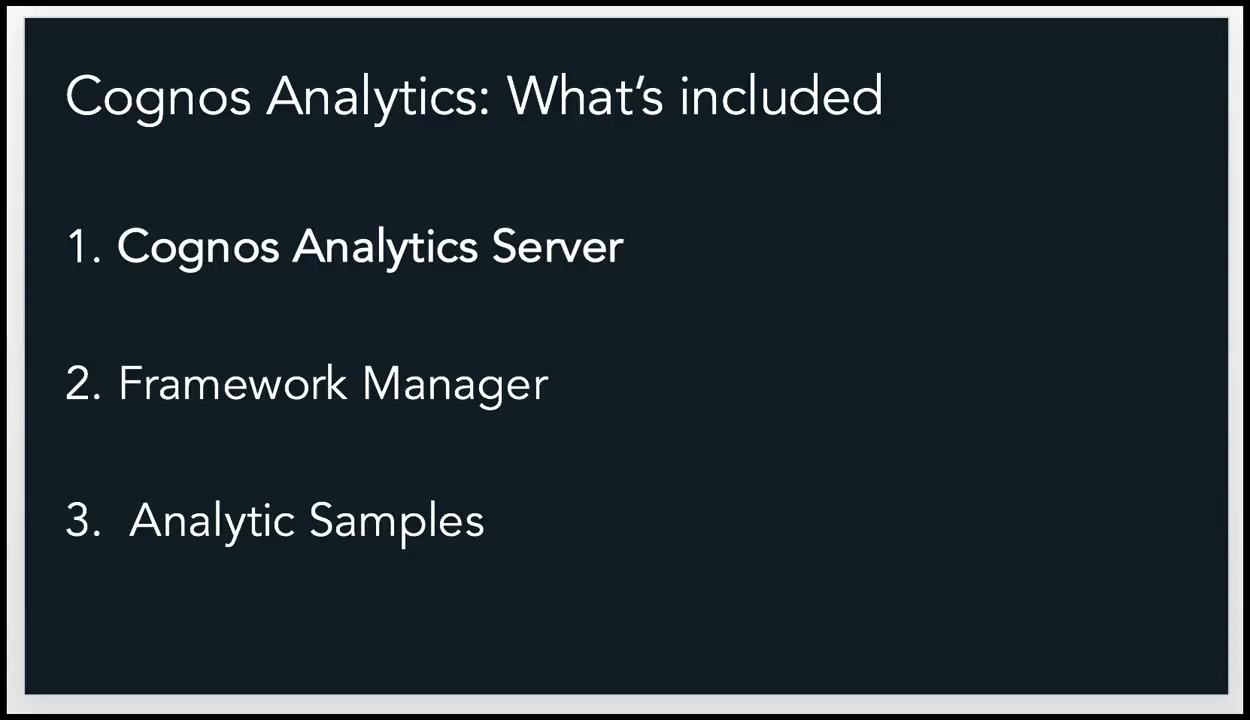 Cognos Analytics: What’s included
1. Cognos Analytics Server
2. Framework Manager
3. Analytic Samples